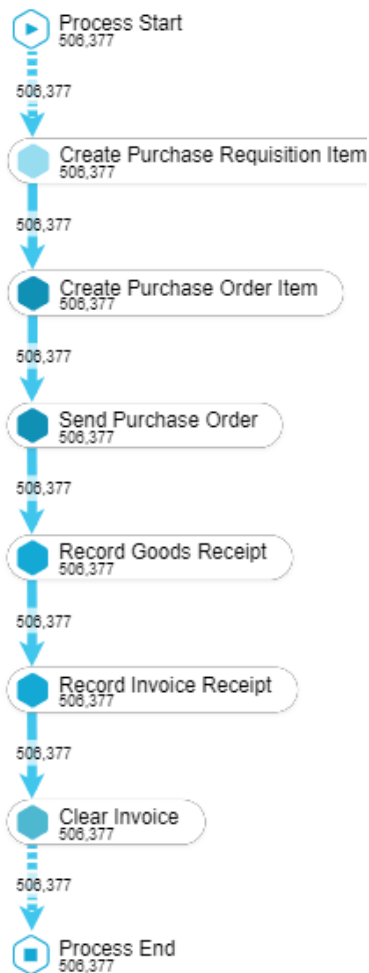 Process Start
506,377
506,377
Create Purchase Requisition Item
506,377
506,377
Create Purchase Order Item
506,377
506,377
Send Purchase Order
506,377
506,377
Record Goods Receipt
506,377
506,377
Record Invoice Receipt
506,377
506,377
Clear Invoice
506,377
506,377
Process End
506,377